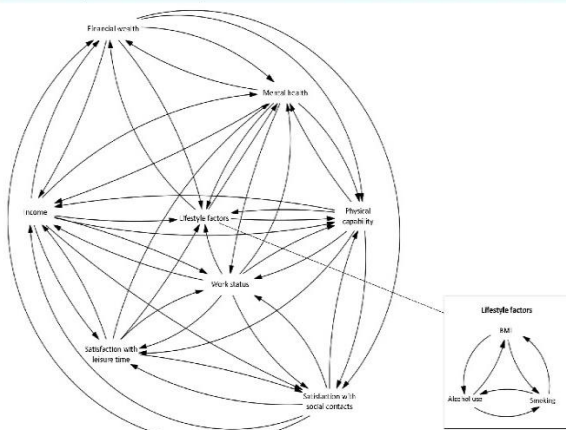 Financial wealth
Mental health
Income
Lifestyle factors
Physical
capability
Work status
Satisfaction with
leisure time
Satisfaction with
social contacts
Lifestyle factors
BMI
Alcohol use
Smoking